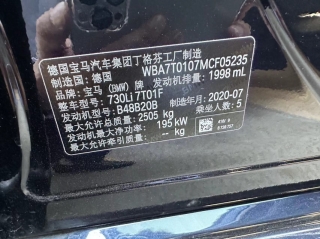 德国宝马汽车集团丁格芬工厂制造
制造国：德国 WBA7T0107MCF05235
品牌：宝马 (BMW) 牌 发动机排量：1998 mL
整车型号：730Li 7T01F
发动机型号：B48B20B 制造年月：2020-07
最大允许总质量：2505 kg 乘坐人数：5
最大净功率：195 kW
最大允许牵引质量：-- kg